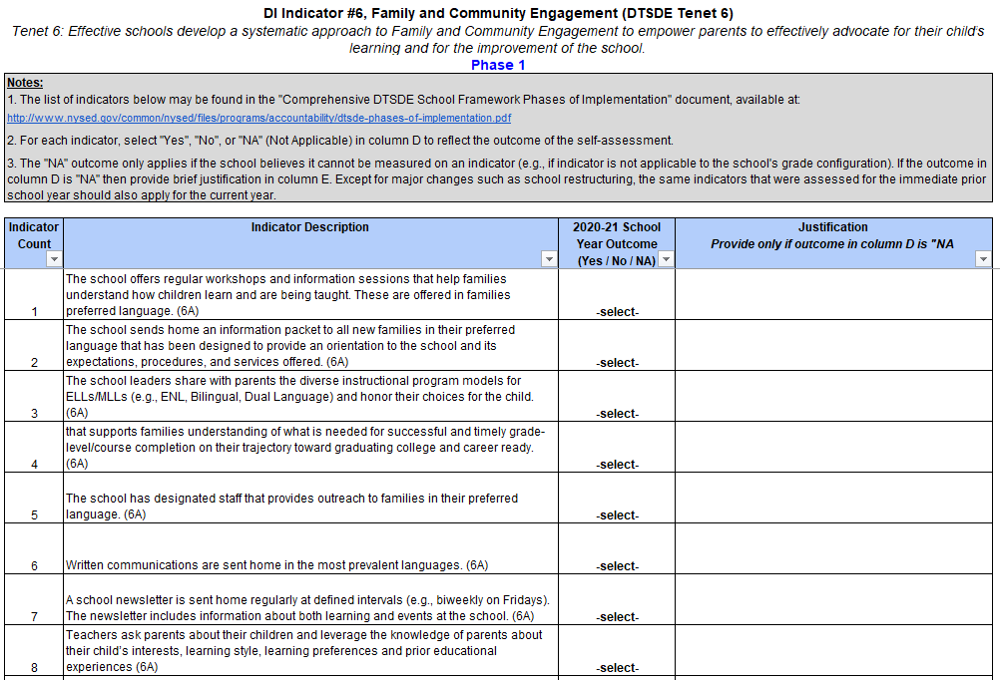 DI Indicator #6, Family and Community Engagement (DTSDE Tenet 6)
Tenet 6: Effective schools develop a systematic approach to Family and Community Engagement to empower parents to effectively advocate for their child's
learning and for the improvement of the school.
Phase 1
Notes:
1. The list of indicators below may be found in the "Comprehensive DTSDE School Framework Phases of Implementation" document, available at:
http://www.nysed.gov/common/nysed/files/programs/accountability/dtsde-phases-of-implementation.pdf
2. For each indicator, select "Yes", "No", or "NA" (Not Applicable) in column D to reflect the outcome of the self-assessment.
3. The "NA" outcome only applies if the school believes it cannot be measured on an indicator (e.g., if indicator is not applicable to the school's grade configuration). If the outcome in
column D is "NA" then provide brief justification in column E. Except for major changes such as school restructuring, the same indicators that were assessed for the immediate prior
school year should also apply for the current year.
Indicator
Count
Indicator Description
2020-21 School
Year Outcome
(Yes / No / NA)
Justification
Provide only if outcome in column D is "NA
The school offers regular workshops and information sessions that help families
understand how children learn and are being taught. These are offered in families
preferred language. (6A)
1
-select-
The school sends home an information packet to all new families in their preferred
language that has been designed to provide an orientation to the school and its
expectations, procedures, and services offered. (6A)
2
-select-
The school leaders share with parents the diverse instructional program models for
ELLs/MLLs (e.g., ENL, Bilingual, Dual Language) and honor their choices for the child.
(6A)
3
-select-
that supports families understanding of what is needed for successful and timely grade-
level/course completion on their trajectory toward graduating college and career ready.
(6A)
4
-select-
The school has designated staff that provides outreach to families in their preferred
language. (6A)
5
-select-
Written communications are sent home in the most prevalent languages. (6A)
6
-select-
A school newsletter is sent home regularly at defined intervals (e.g., biweekly on Fridays).
The newsletter includes information about both learning and events at the school. (6A)
7
-select-
Teachers ask parents about their children and leverage the knowledge of parents about
their child's interests, learning style, learning preferences and prior educational
experiences (6A)
8
-select-